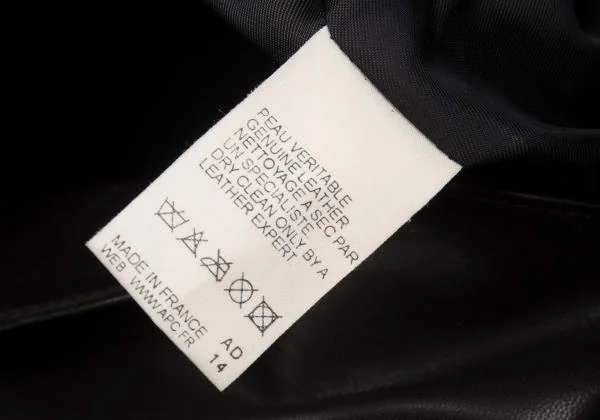 PEAU VERITABLE
GENUINE LEATHER
NETTOYAGE A SEC PAR
UN SPECIALISTE
DRY CLEAN ONLY BY A
LEATHER EXPERT.
MADE IN FRANCE AD
WEB: WWW.APC.FR 14